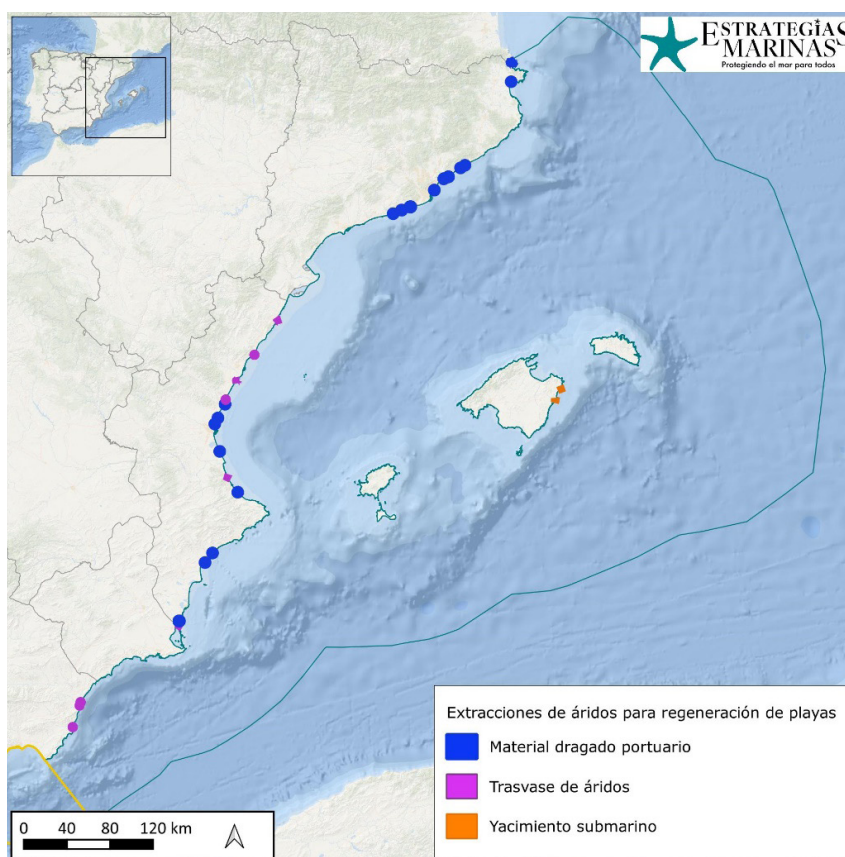 ESTRATEGIAS
MARINAS
Protegiendo el mar para todos
Extracciones de áridos para regeneración de playas
Material dragado portuario
Trasvase de áridos
Yacimiento submarino
0 40 80 120 km